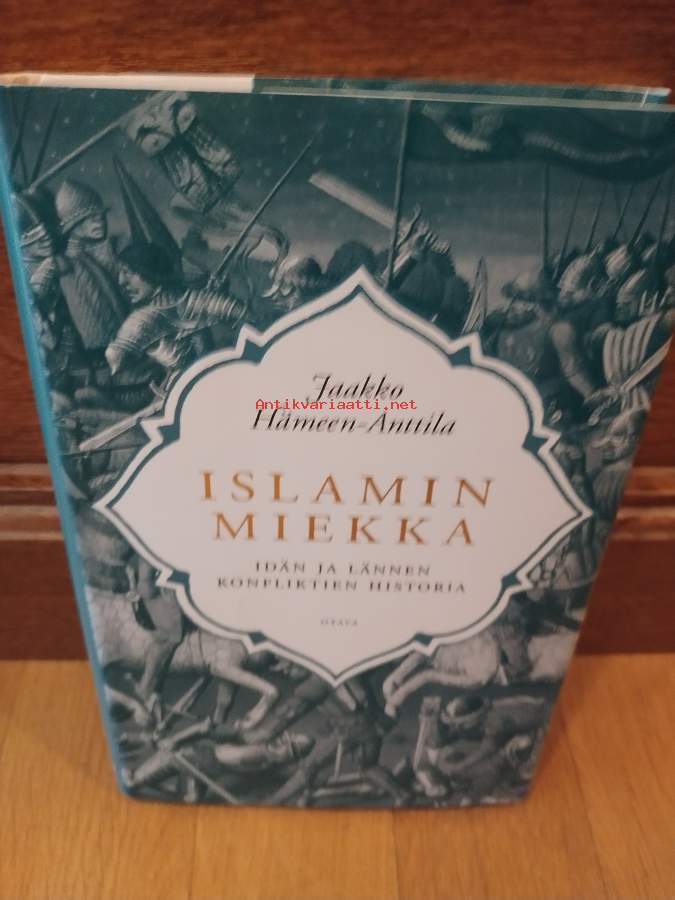 Jaakko
Antikvariaatti.net
Hämeen-Anttila
ISLAMIN
MIEKKA
IDÄN JA LÄNNEN
KONFLIKTIEN HISTORIA
OTAVA